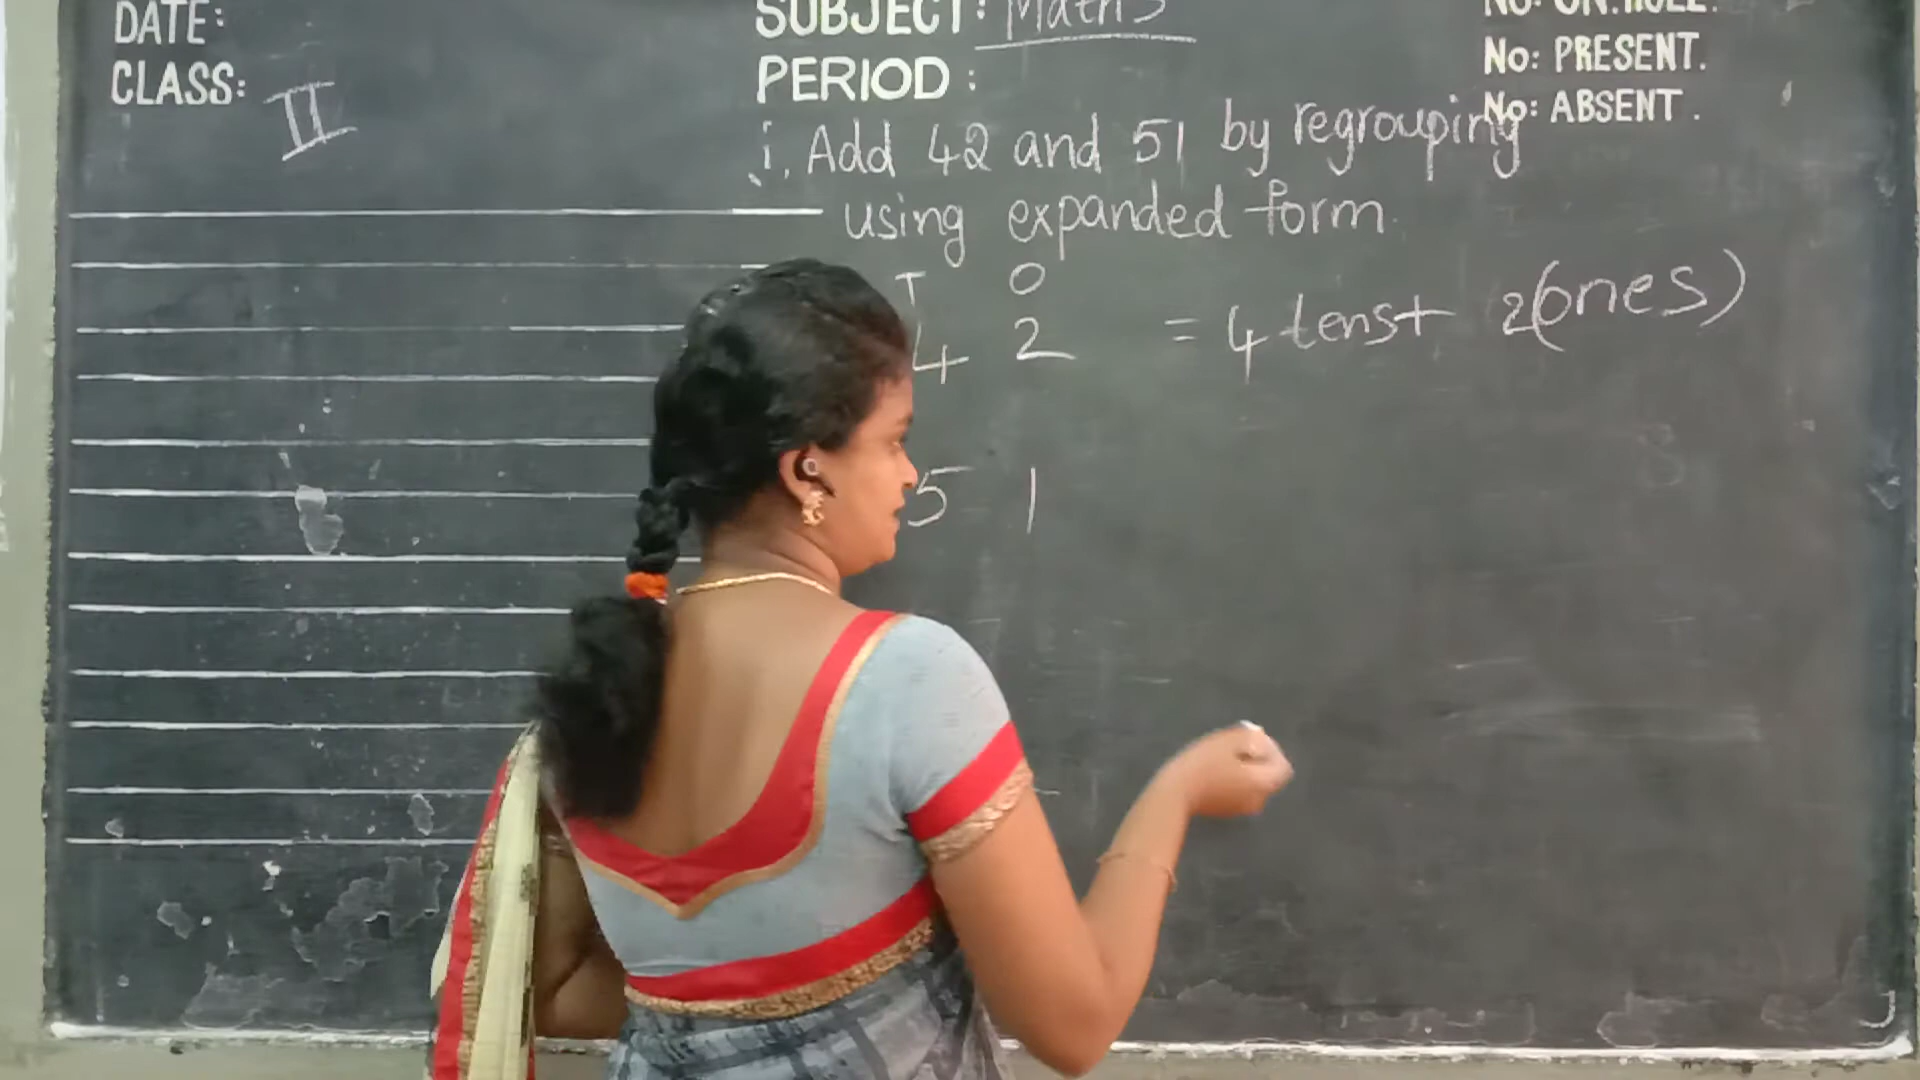 DATE:
CLASS: II
SUBJECT: Maths
PERIOD:
No: ON.ROLL.
No: PRESENT.
No: ABSENT.
i. Add 42 and 51 by regrouping
using expanded form.
T O
4 2 = 4 tens+ 2(ones)
5 1